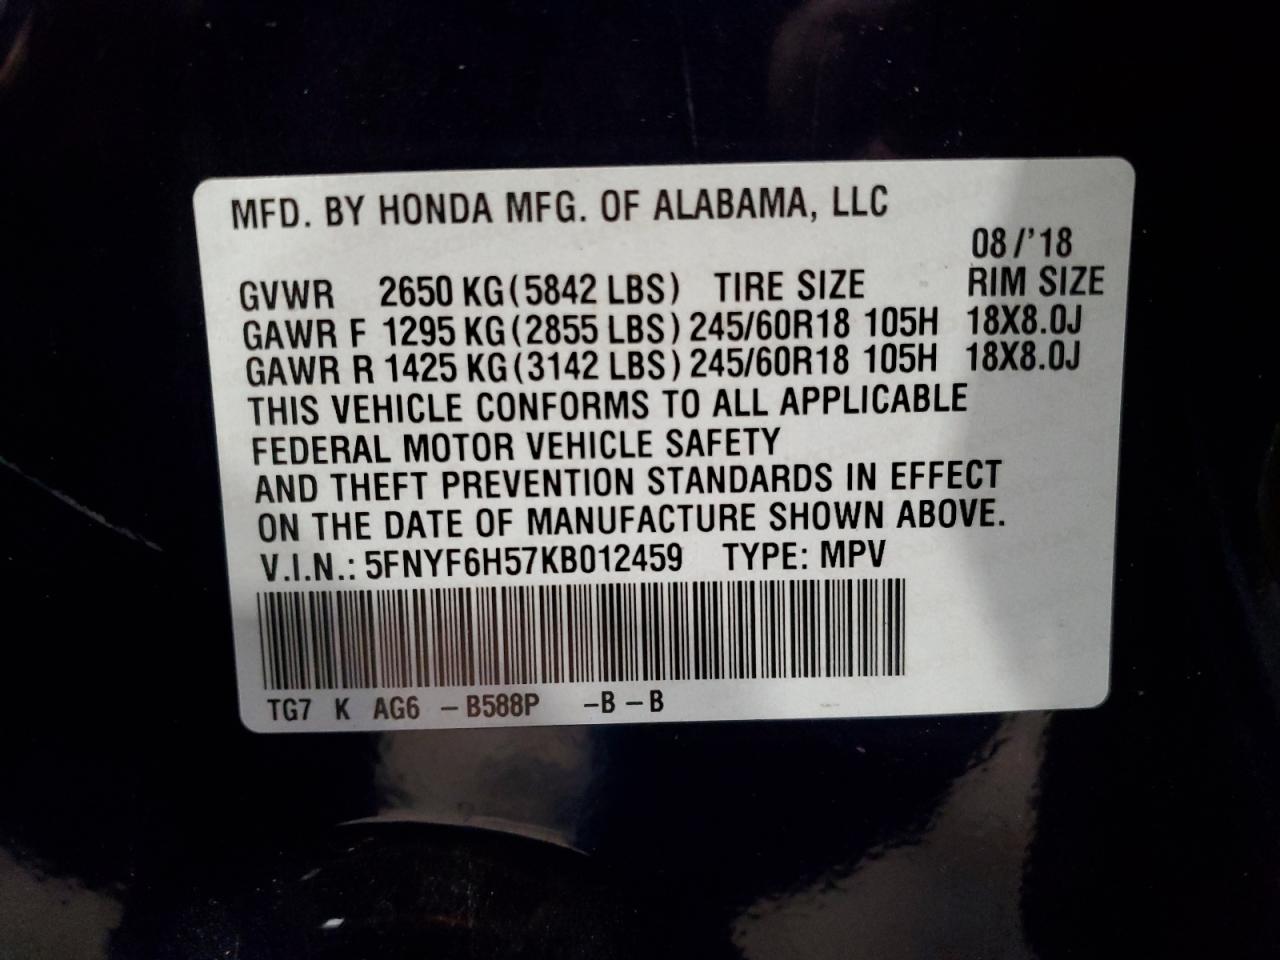 MFD. BY HONDA MFG. OF ALABAMA, LLC
08/'18
GVWR 2650 KG(5842 LBS) TIRE SIZE RIM SIZE
GAWR F 1295 KG(2855 LBS) 245/60R18 105H 18X8.0J
GAWR R 1425 KG(3142 LBS) 245/60R18 105H 18X8.0J
THIS VEHICLE CONFORMS TO ALL APPLICABLE
FEDERAL MOTOR VEHICLE SAFETY
AND THEFT PREVENTION STANDARDS IN EFFECT
ON THE DATE OF MANUFACTURE SHOWN ABOVE.
V.I.N.: 5FNYF6H57KB012459 TYPE: MPV
TG7 K AG6 -B588P -B-B